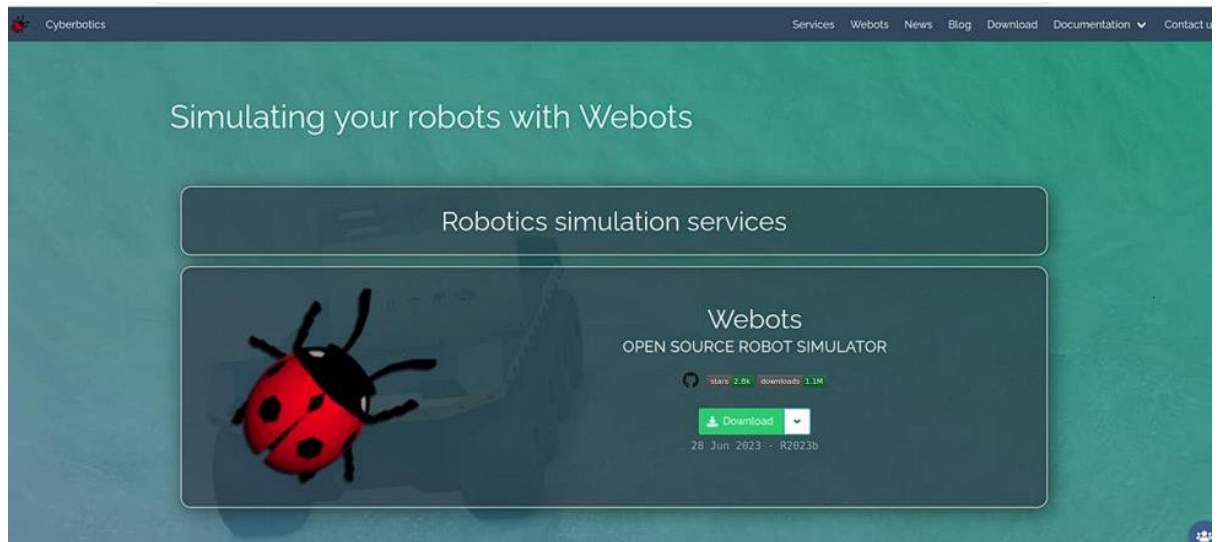 Cyberbotics Services Webots News Blog Download Documentation Contact u
Simulating your robots with Webots
Robotics simulation services
Webots
OPEN SOURCE ROBOT SIMULATOR
stars 2.8k downloads 1.1M
Download
28 Jun 2023 - R2023b